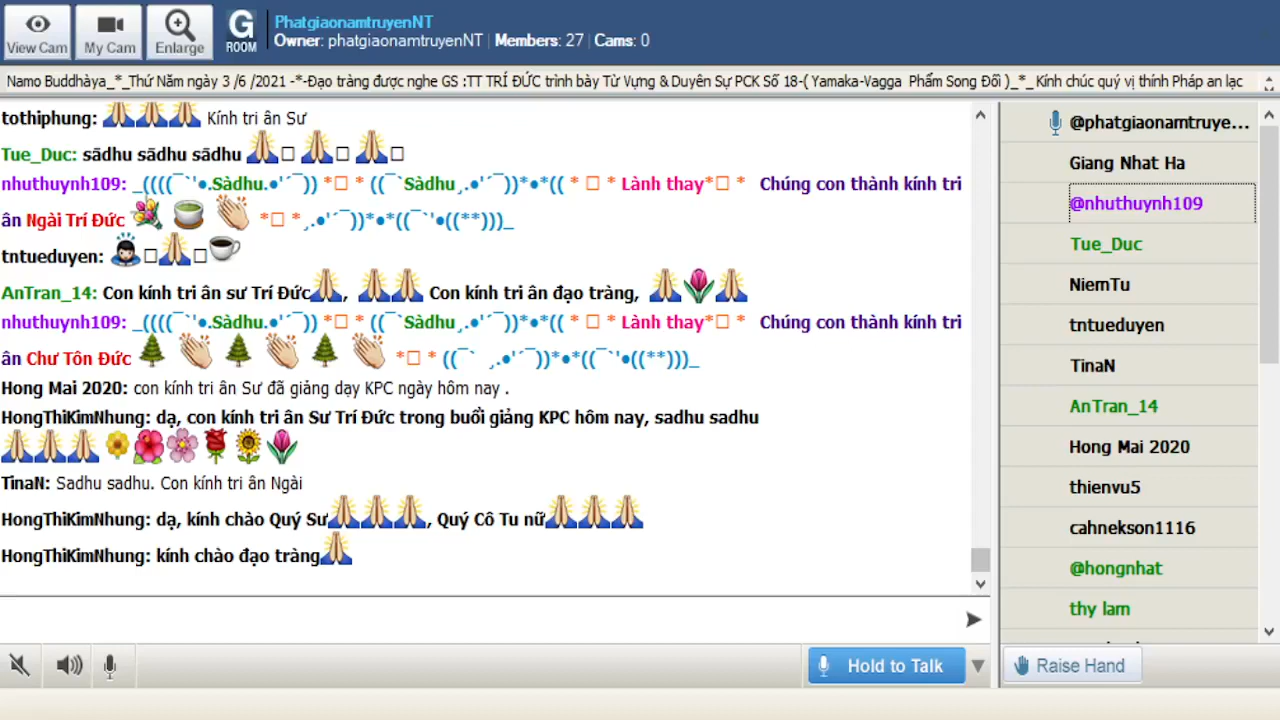 View Cam
My Cam
Enlarge
G
ROOM
PhatgiaonamtruyenNT
Owner: phatgiaonamtruyenNT | Members: 27 | Cams: 0
Namo Buddhàya_*_Thứ Năm ngày 3 /6 /2021 -*-Đạo tràng được nghe GS :TT TRÍ ĐỨC trình bày Từ Vựng & Duyên Sự PCK Số 18-( Yamaka-Vagga Phẩm Song Đối )_*_Kính chúc quý vị thính Pháp an lạc
tothiphung: 🙏🙏🙏 Kính tri ân Sư
Tue_Duc: sādhu sādhu sādhu 🙏□ 🙏□ 🙏□
nhuthuynh109: _((((¯`'●.Sàdhu.●'´¯)) *□ * ((¯`Sàdhu¸.●'´¯))*●*(( * □ * Lành thay*□ * Chúng con thành kính tri
ân Ngài Trí Đức 💐 🍵 👏 *□ *¸.●'´¯))*●*((¯`'●((**)))_
tntueduyen: 🙇□🙏□☕
AnTran_14: Con kính tri ân sư Trí Đức🙏, 🙏🙏 Con kính tri ân đạo tràng, 🙏🌷🙏
nhuthuynh109: _((((¯`'●.Sàdhu.●'´¯)) *□ * ((¯`Sàdhu¸.●'´¯))*●*(( * □ * Lành thay*□ * Chúng con thành kính tri
ân Chư Tôn Đức 🌲 👏 🌲 👏 🌲 👏 *□ * ((¯` ¸.●'´¯))*●*((¯`'●((**)))_
Hong Mai 2020: con kính tri ân Sư đã giảng dạy KPC ngày hôm nay .
HongThiKimNhung: dạ, con kính tri ân Sư Trí Đức trong buổi giảng KPC hôm nay, sadhu sadhu
🙏🙏🙏🌼🌺🌸🌹🌻🌷
TinaN: Sadhu sadhu. Con kính tri ân Ngài
HongThiKimNhung: dạ, kính chào Quý Sư🙏🙏🙏, Quý Cô Tu nữ🙏🙏🙏
HongThiKimNhung: kính chào đạo tràng🙏
@phatgiaonamtruye...
Giang Nhat Ha
@nhuthuynh109
Tue_Duc
NiemTu
tntueduyen
TinaN
AnTran_14
Hong Mai 2020
thienvu5
cahnekson1116
@hongnhat
thy lam
Hold to Talk
Raise Hand